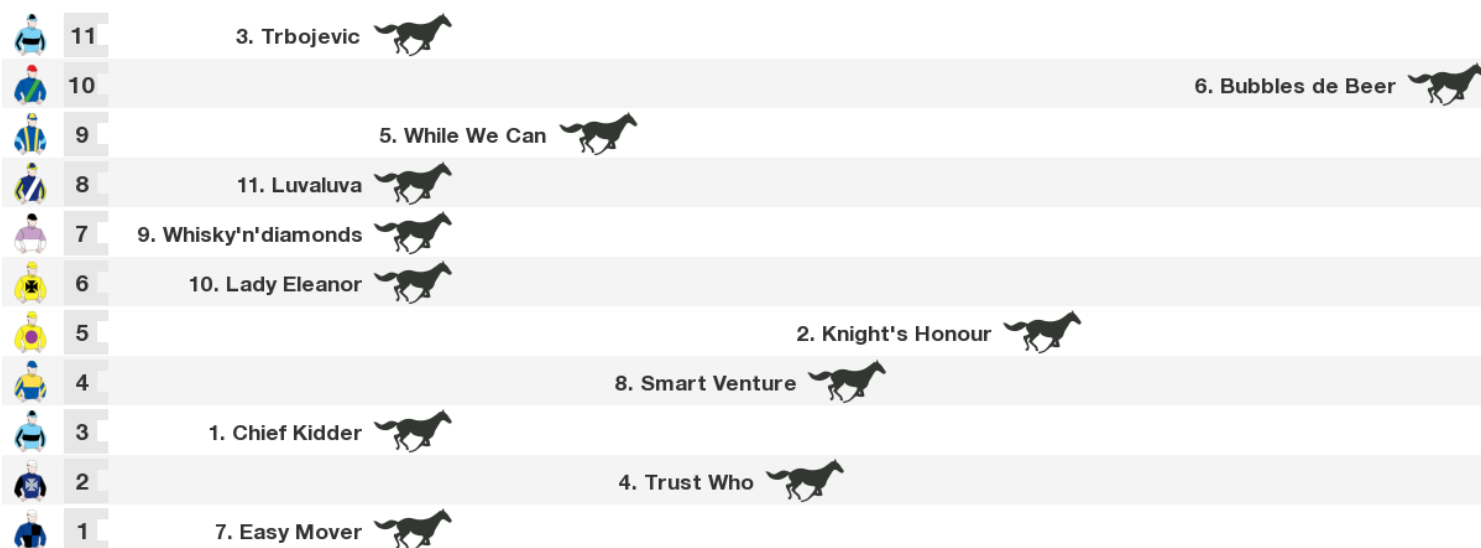 11 3. Trbojevic
10 6. Bubbles de Beer
9 5. While We Can
8 11. Luvaluva
7 9. Whisky'n'diamonds
6 10. Lady Eleanor
5 2. Knight's Honour
4 8. Smart Venture
3 1. Chief Kidder
2 4. Trust Who
1 7. Easy Mover